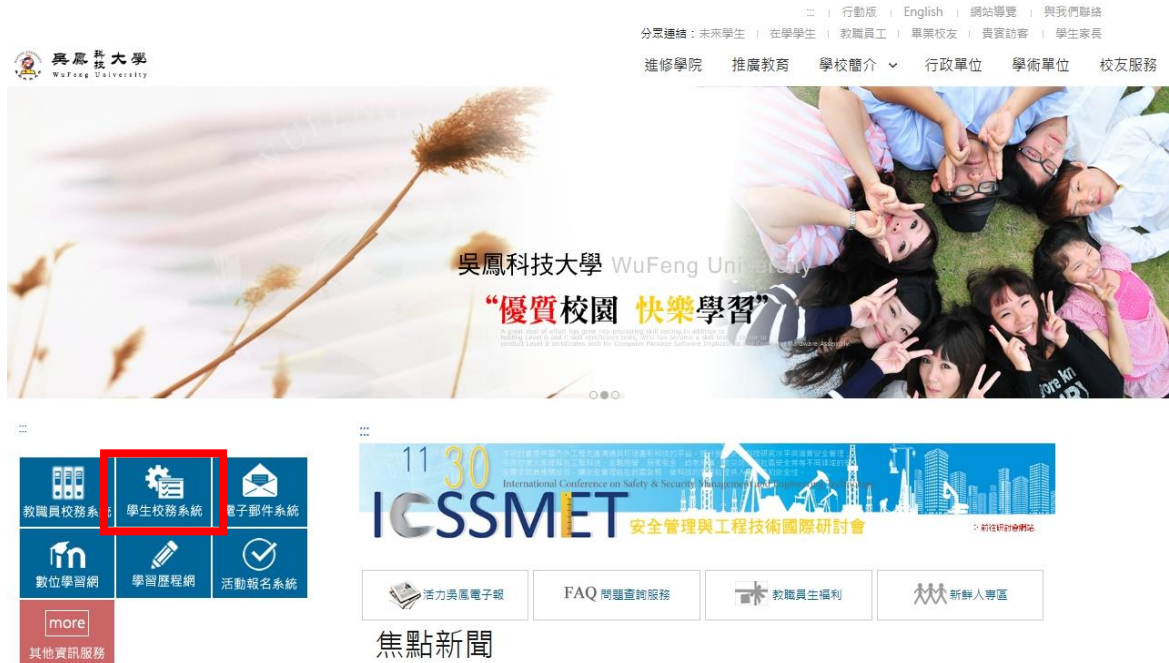 ::: | 行動版 | English | 網站導覽 | 與我們聯絡
分眾連結：未來學生 | 在學學生 | 教職員工 | 畢業校友 | 貴賓訪客 | 學生家長
吳鳳科技大學
WuFeng University
進修學院 推廣教育 學校簡介 行政單位 學術單位 校友服務
吳鳳科技大學 WuFeng University
“優質校園 快樂學習”
:::
:::
教職員校務系統 學生校務系統 電子郵件系統
數位學習網 學習歷程網 活動報名系統
more
其他資訊服務
11 30
International Conference on Safety & Security Management
ICSSMET 安全管理與工程技術國際研討會
前往研討會網站
活力吳鳳電子報 FAQ 問題查詢服務 教職員生福利 新鮮人專區
焦點新聞